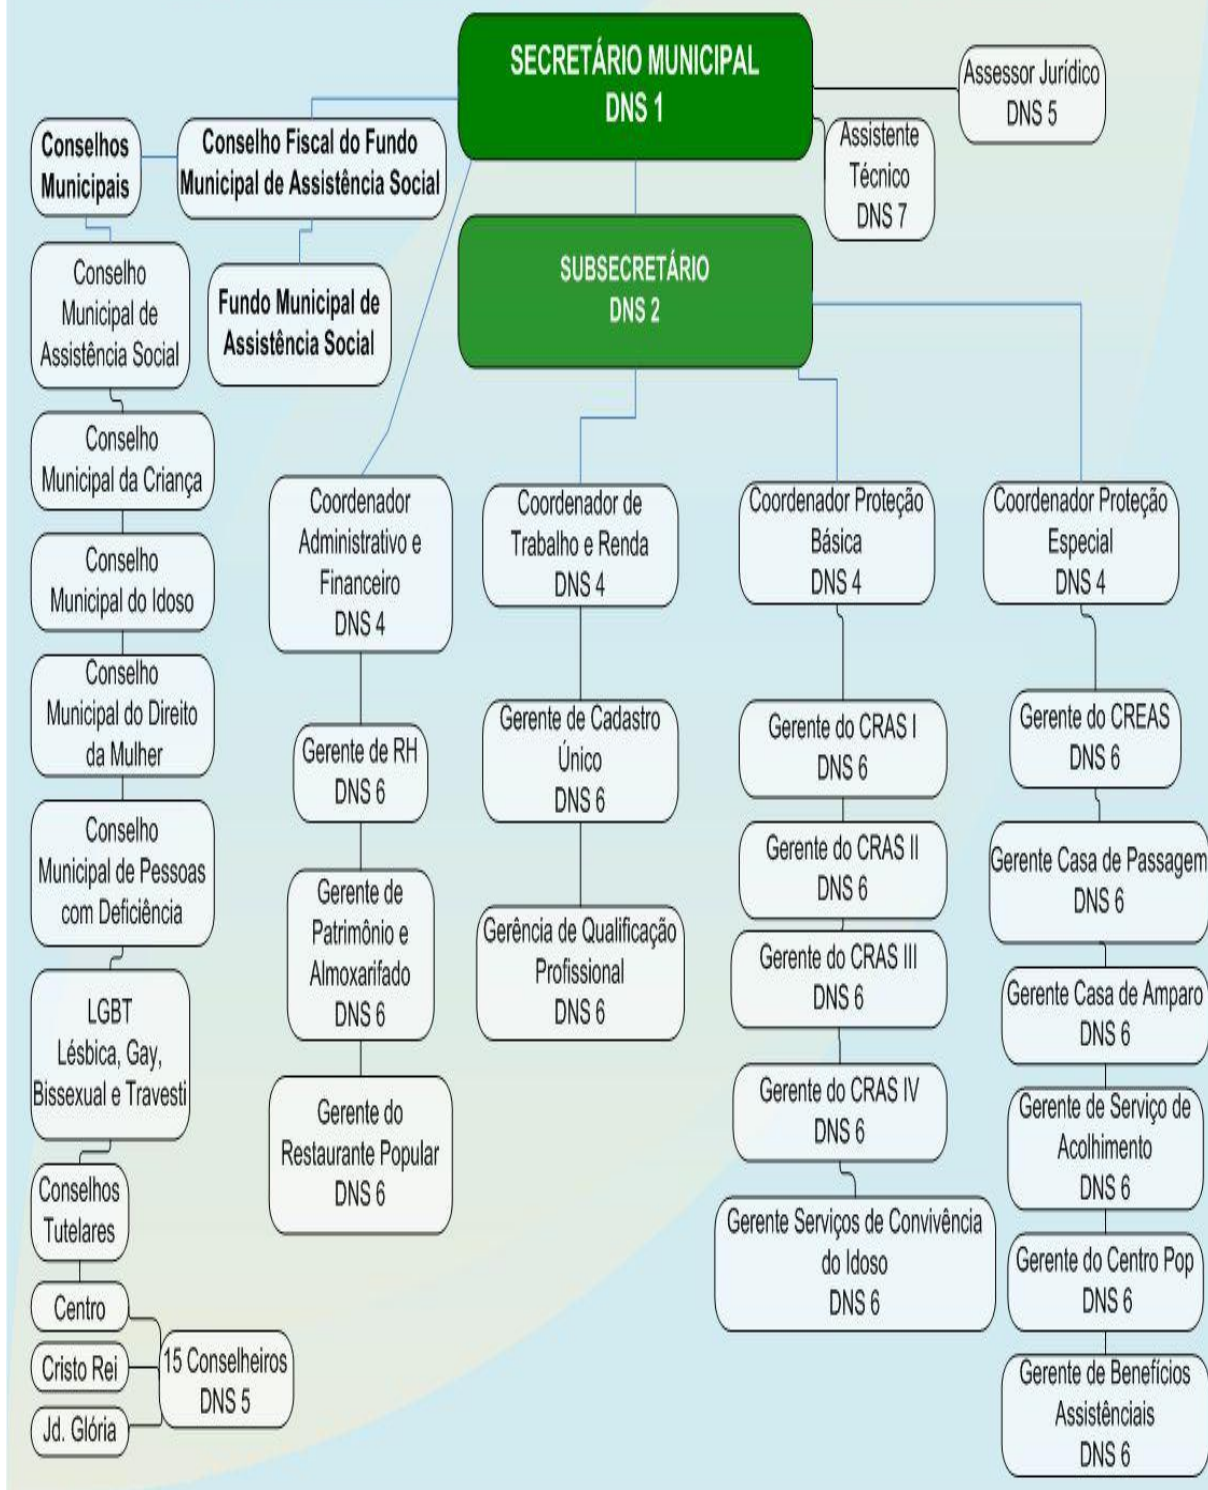 SECRETÁRIO MUNICIPAL
DNS 1
Assessor Jurídico
DNS 5
Assistente
Técnico
DNS 7
Conselhos
Municipais
Conselho Fiscal do Fundo
Municipal de Assistência Social
Fundo Municipal de
Assistência Social
SUBSECRETÁRIO
DNS 2
Conselho
Municipal de
Assistência Social
Conselho
Municipal da Criança
Conselho
Municipal do Idoso
Conselho
Municipal do Direito
da Mulher
Conselho
Municipal de Pessoas
com Deficiência
LGBT
Lésbica, Gay,
Bissexual e Travesti
Conselhos
Tutelares
Centro
Cristo Rei
Jd. Glória
15 Conselheiros
DNS 5
Coordenador
Administrativo e
Financeiro
DNS 4
Gerente de RH
DNS 6
Gerente de
Patrimônio e
Almoxarifado
DNS 6
Gerente do
Restaurante Popular
DNS 6
Coordenador de
Trabalho e Renda
DNS 4
Gerente de Cadastro
Único
DNS 6
Gerência de Qualificação
Profissional
DNS 6
Coordenador Proteção
Básica
DNS 4
Gerente do CRAS I
DNS 6
Gerente do CRAS II
DNS 6
Gerente do CRAS III
DNS 6
Gerente do CRAS IV
DNS 6
Gerente Serviços de Convivência
do Idoso
DNS 6
Coordenador Proteção
Especial
DNS 4
Gerente do CREAS
DNS 6
Gerente Casa de Passagem
DNS 6
Gerente Casa de Amparo
DNS 6
Gerente de Serviço de
Acolhimento
DNS 6
Gerente do Centro Pop
DNS 6
Gerente de Benefícios
Assistênciais
DNS 6